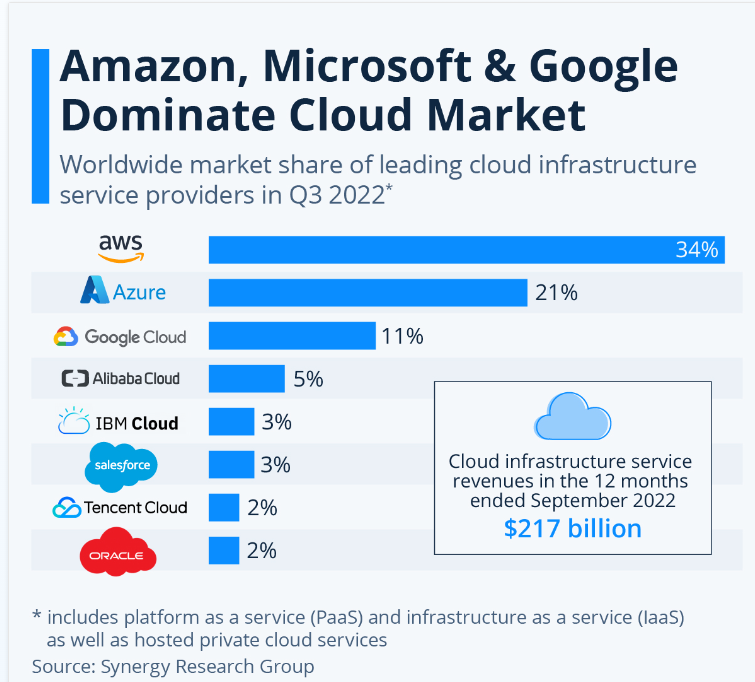 Amazon, Microsoft & Google
Dominate Cloud Market
Worldwide market share of leading cloud infrastructure
service providers in Q3 2022*
aws 34%
Azure 21%
Google Cloud 11%
Alibaba Cloud 5%
IBM Cloud 3%
salesforce 3%
Tencent Cloud 2%
ORACLE 2%
Cloud infrastructure service
revenues in the 12 months
ended September 2022
$217 billion
* includes platform as a service (PaaS) and infrastructure as a service (IaaS)
as well as hosted private cloud services
Source: Synergy Research Group